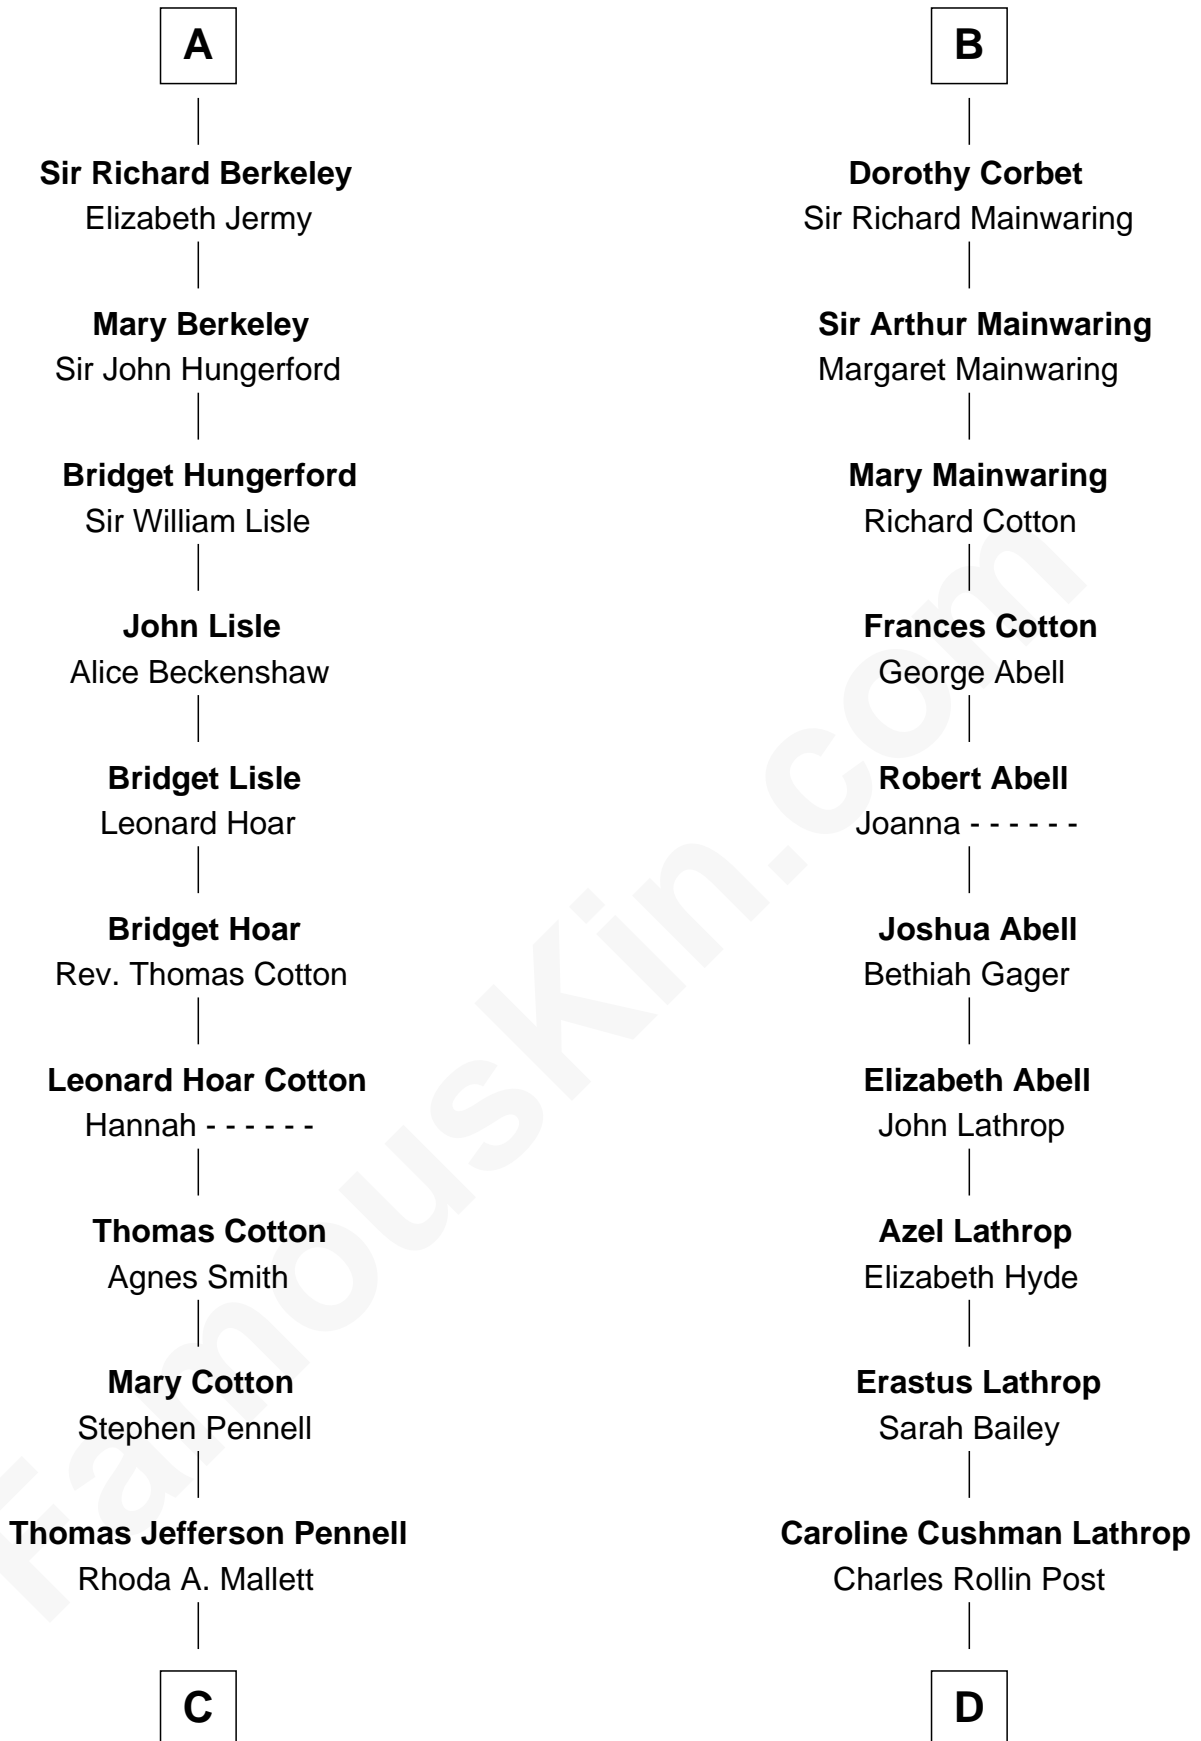 A
Sir Richard Berkeley
Elizabeth Jermy
Mary Berkeley
Sir John Hungerford
Bridget Hungerford
Sir William Lisle
John Lisle
Alice Beckenshaw
Bridget Lisle
Leonard Hoar
Bridget Hoar
Rev. Thomas Cotton
Leonard Hoar Cotton
Hannah - - - - - -
Thomas Cotton
Agnes Smith
Mary Cotton
Stephen Pennell
Thomas Jefferson Pennell
Rhoda A. Mallett
C
B
Dorothy Corbet
Sir Richard Mainwaring
Sir Arthur Mainwaring
Margaret Mainwaring
Mary Mainwaring
Richard Cotton
Frances Cotton
George Abell
Robert Abell
Joanna - - - - - -
Joshua Abell
Bethiah Gager
Elizabeth Abell
John Lathrop
Azel Lathrop
Elizabeth Hyde
Erastus Lathrop
Sarah Bailey
Caroline Cushman Lathrop
Charles Rollin Post
D
FamousKin.com